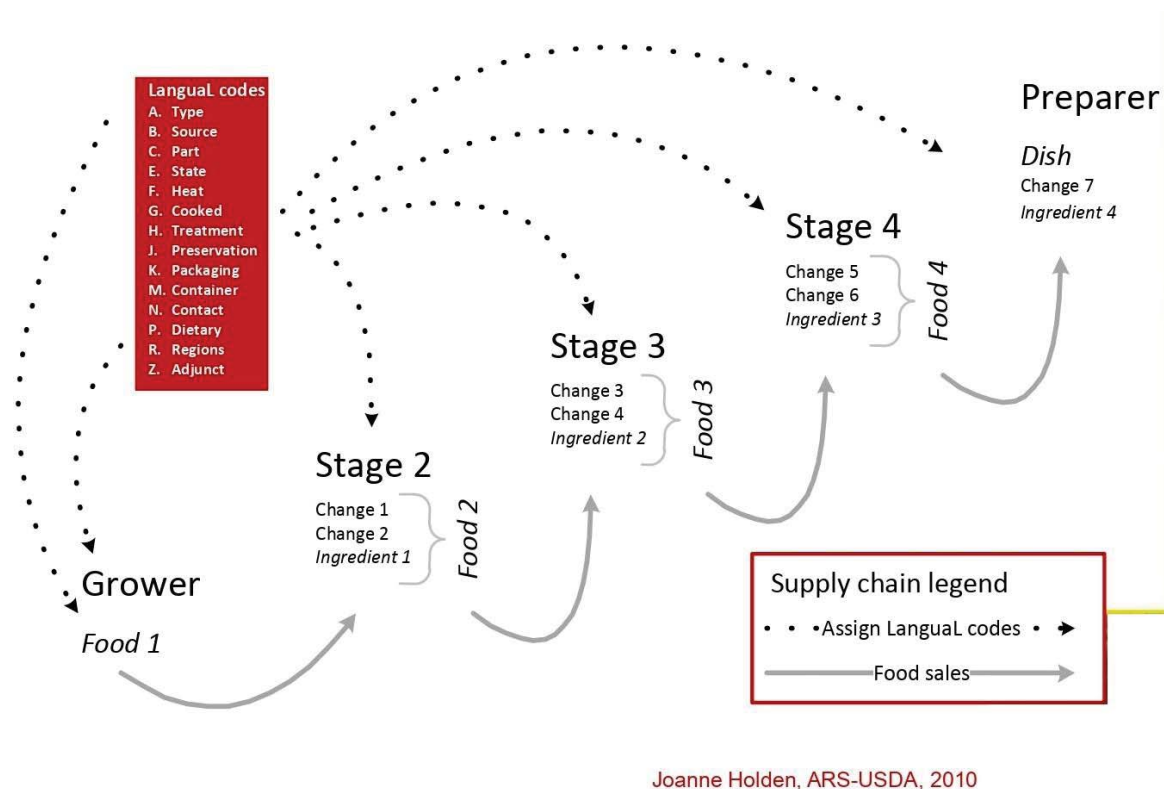 LanguaL codes
A. Type
B. Source
C. Part
E. State
F. Heat
G. Cooked
H. Treatment
J. Preservation
K. Packaging
M. Container
N. Contact
P. Dietary
R. Regions
Z. Adjunct
Grower
Food 1
Stage 2
Change 1
Change 2
Ingredient 1
Food 2
Stage 3
Change 3
Change 4
Ingredient 2
Food 3
Stage 4
Change 5
Change 6
Ingredient 3
Food 4
Preparer
Dish
Change 7
Ingredient 4
Supply chain legend
Assign LanguaL codes
Food sales
Joanne Holden, ARS-USDA, 2010